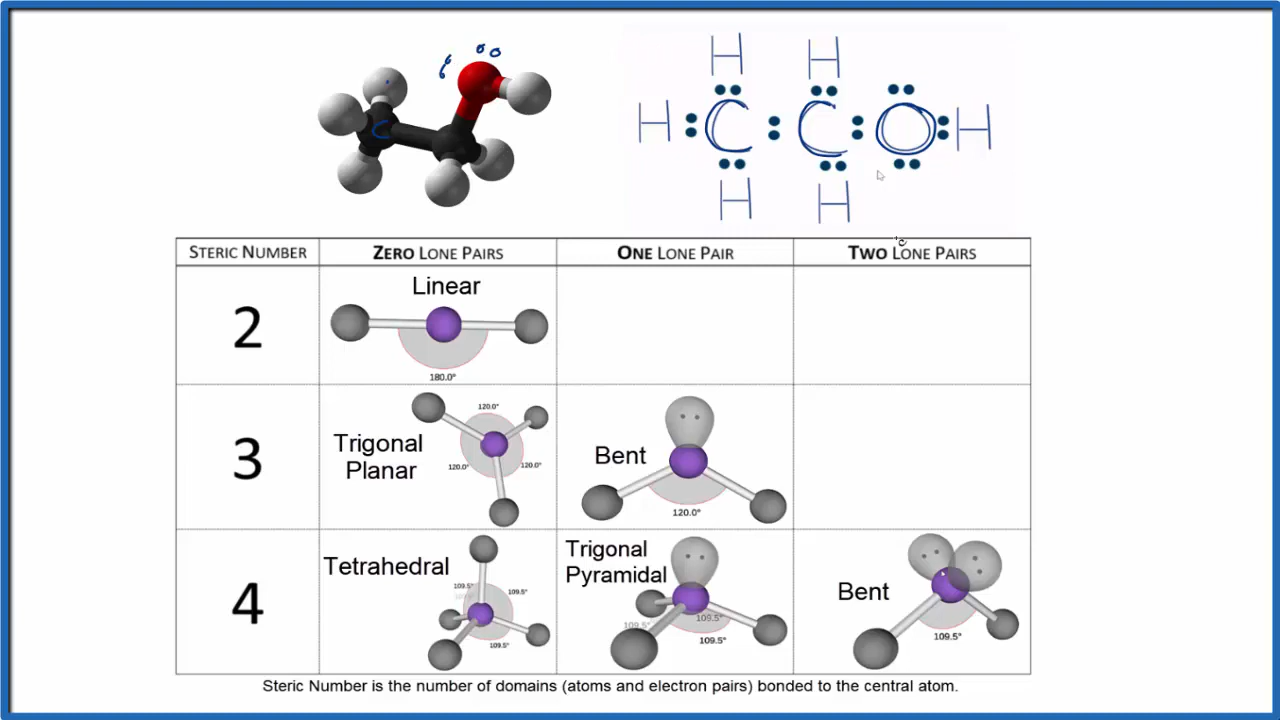 H H
H C C O H
H H
C
STERIC NUMBER ZERO LONE PAIRS ONE LONE PAIR TWO LONE PAIRS
2
Linear
180.0°
3
Trigonal
Planar
120.0°
120.0° 120.0°
Bent
120.0°
4
Tetrahedral
109.5°
109.5°
109.5°
Trigonal
Pyramidal
109.5°
109.5°
109.5°
Bent
109.5°
Steric Number is the number of domains (atoms and electron pairs) bonded to the central atom.